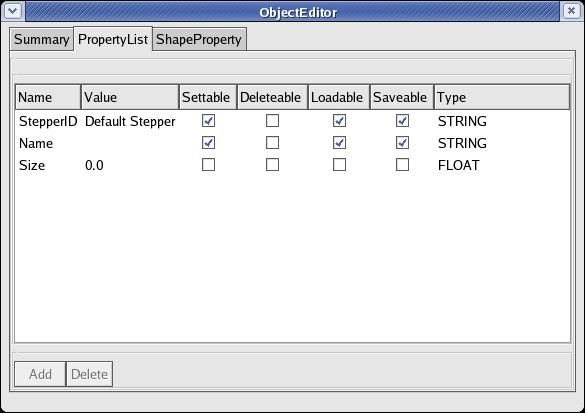 ObjectEditor
Summary PropertyList ShapeProperty
Name Value Settable Deleteable Loadable Saveable Type
StepperID Default Stepper STRING
Name STRING
Size 0.0 FLOAT
Add Delete